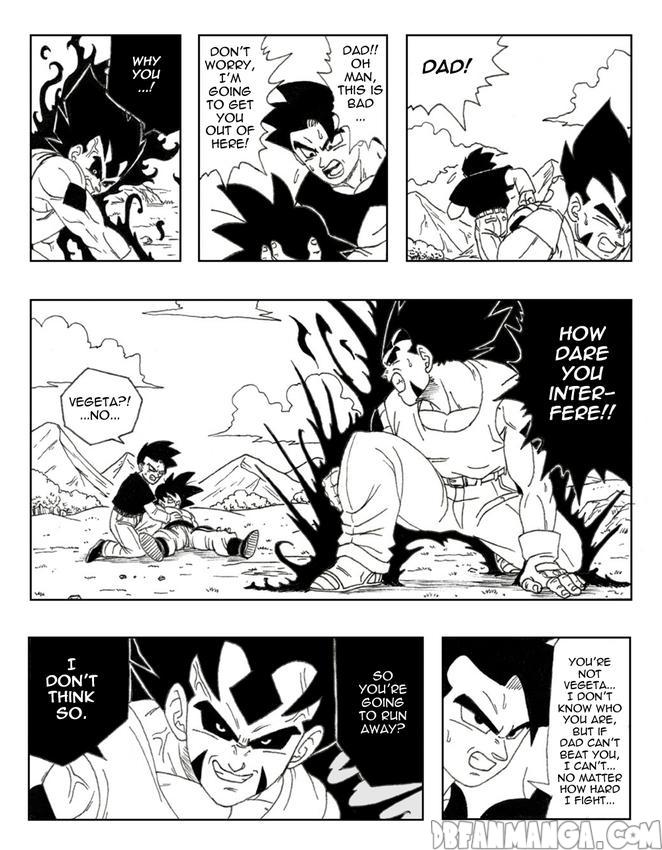 DAD!
DAD!!
OH
MAN,
THIS IS
BAD
...
DON'T
WORRY,
I'M
GOING
TO GET
YOU
OUT OF
HERE!
WHY
YOU
...!
HOW
DARE
YOU
INTER-
FERE!!
VEGETA?!
...NO...
YOU'RE
NOT
VEGETA...
I DON'T
KNOW WHO
YOU ARE,
BUT IF
DAD CAN'T
BEAT YOU,
I CAN'T...
NO MATTER
HOW HARD
I FIGHT...
SO
YOU'RE
GOING
TO RUN
AWAY?
I
DON'T
THINK
SO.
DBFANMANGA.COM